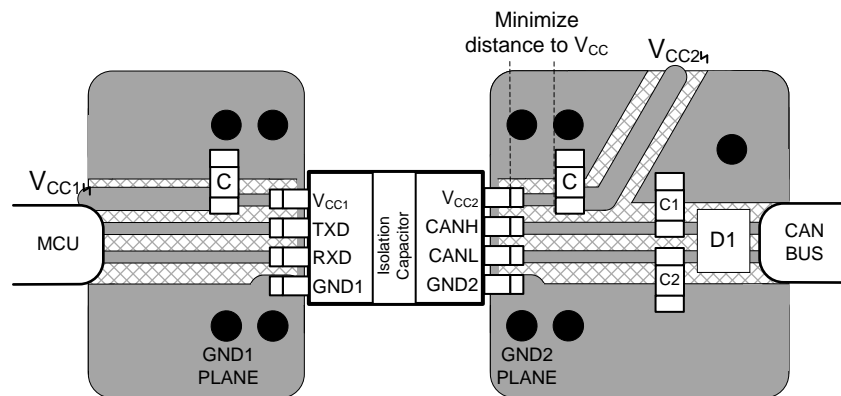 Minimize
distance to VCC
VCC2
VCC1
C
C
VCC1
TXD
RXD
GND1
Isolation
Capacitor
VCC2
CANH
CANL
GND2
MCU
C1
C2
D1
CAN
BUS
GND1
PLANE
GND2
PLANE